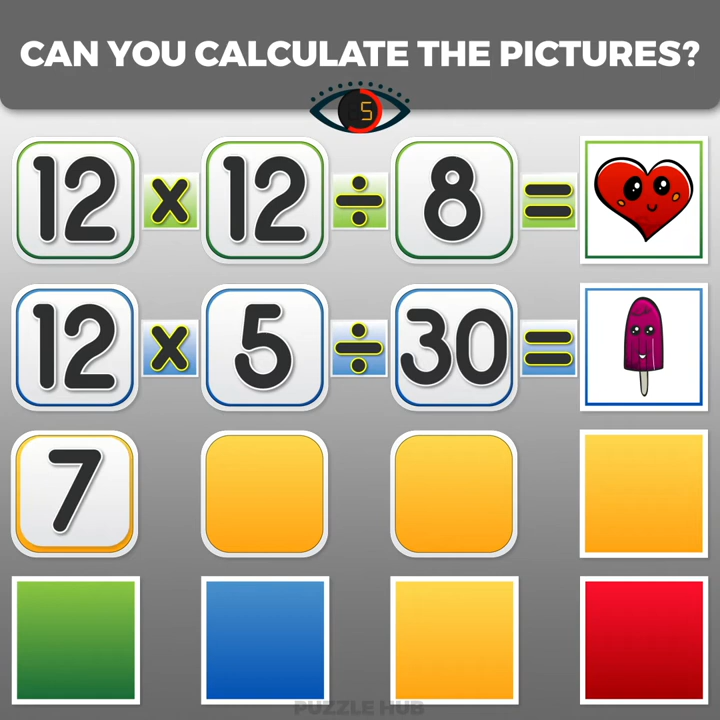 CAN YOU CALCULATE THE PICTURES?
5
12 x 12 ÷ 8 =
12 x 5 ÷ 30 =
7
PUZZLE HUB